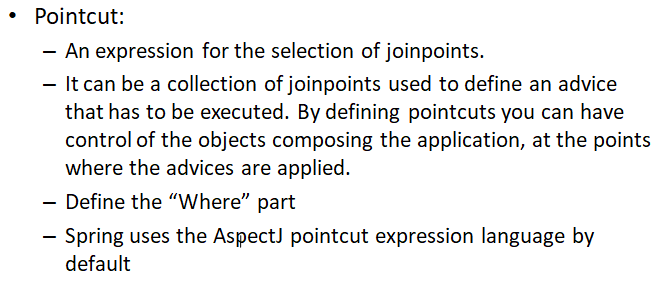 • Pointcut:
– An expression for the selection of joinpoints.
– It can be a collection of joinpoints used to define an advice
that has to be executed. By defining pointcuts you can have
control of the objects composing the application, at the points
where the advices are applied.
– Define the “Where” part
– Spring uses the AspectJ pointcut expression language by
default